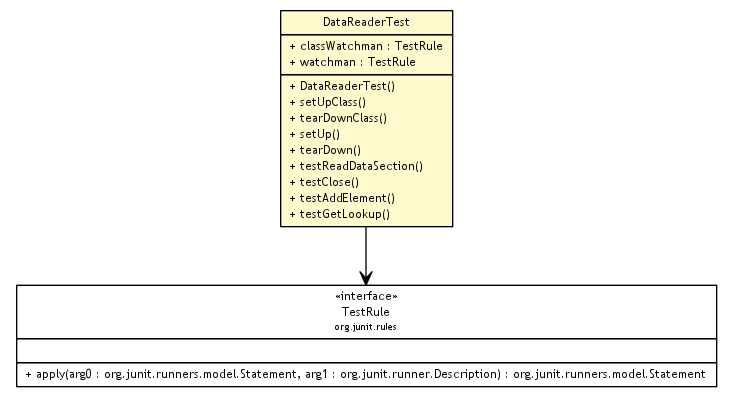 DataReaderTest
+ classWatchman : TestRule
+ watchman : TestRule
+ DataReaderTest()
+ setUpClass()
+ tearDownClass()
+ setUp()
+ tearDown()
+ testReadDataSection()
+ testClose()
+ testAddElement()
+ testGetLookup()
«interface»
TestRule
org.junit.rules
+ apply(arg0 : org.junit.runners.model.Statement, arg1 : org.junit.runner.Description) : org.junit.runners.model.Statement